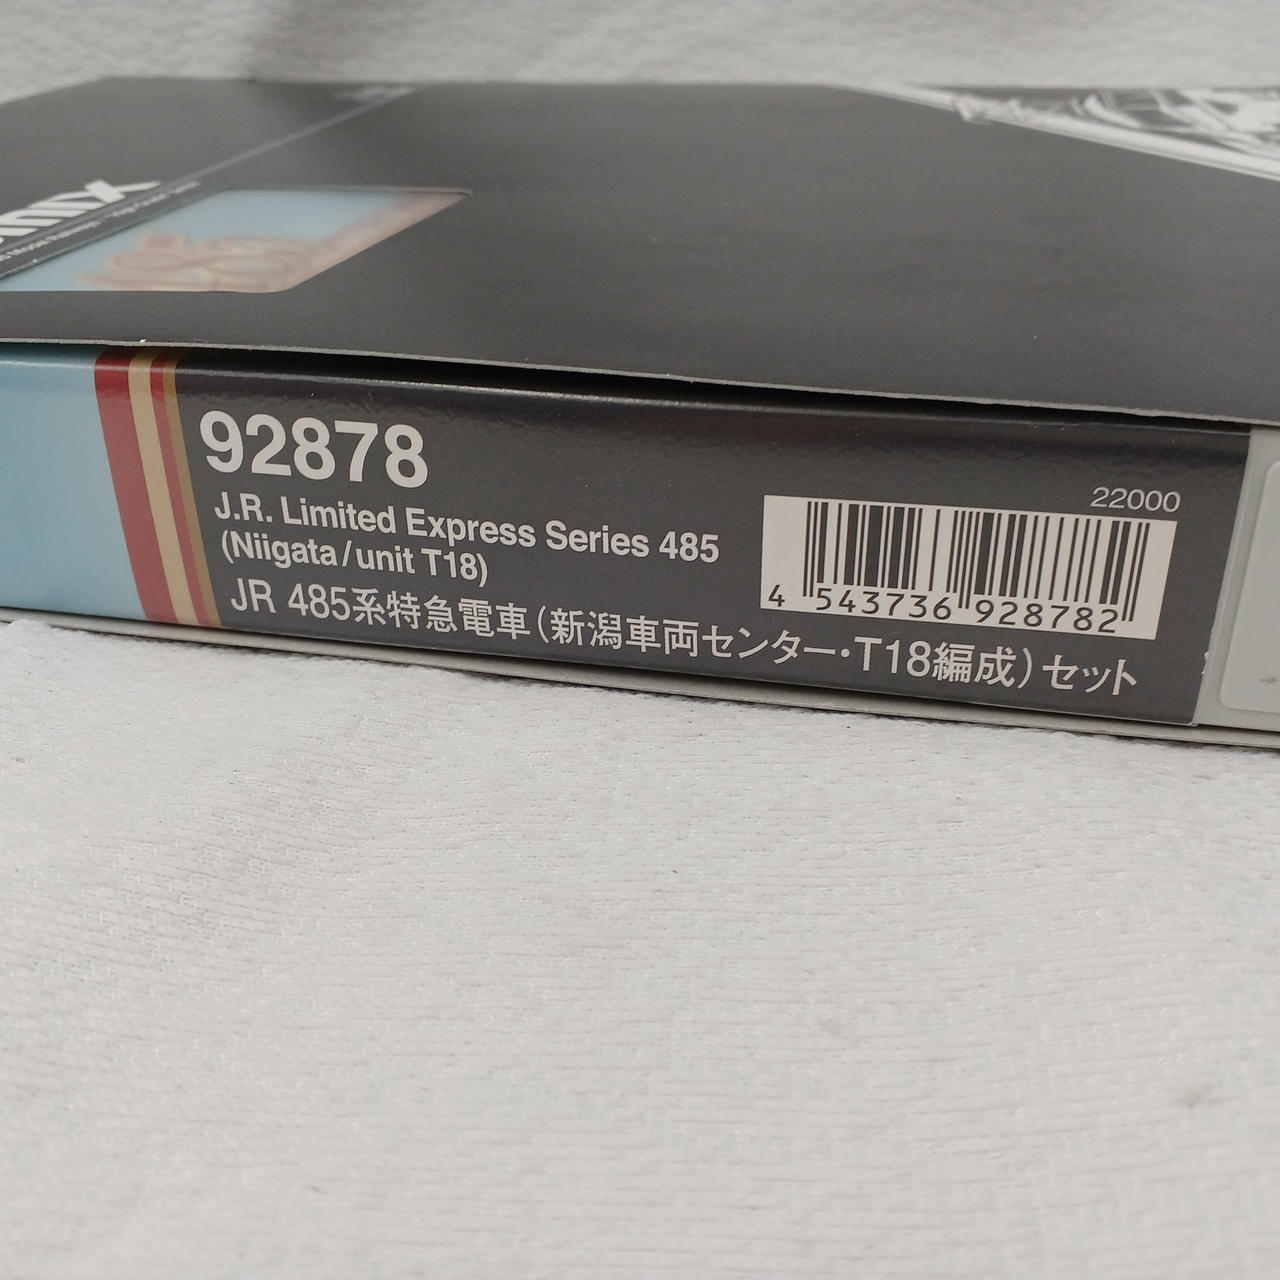 92878
J.R. Limited Express Series 485
(Niigata/unit T18)
JR 485系特急電車(新潟車両センター・T18編成)セット
22000
4 543736 928782